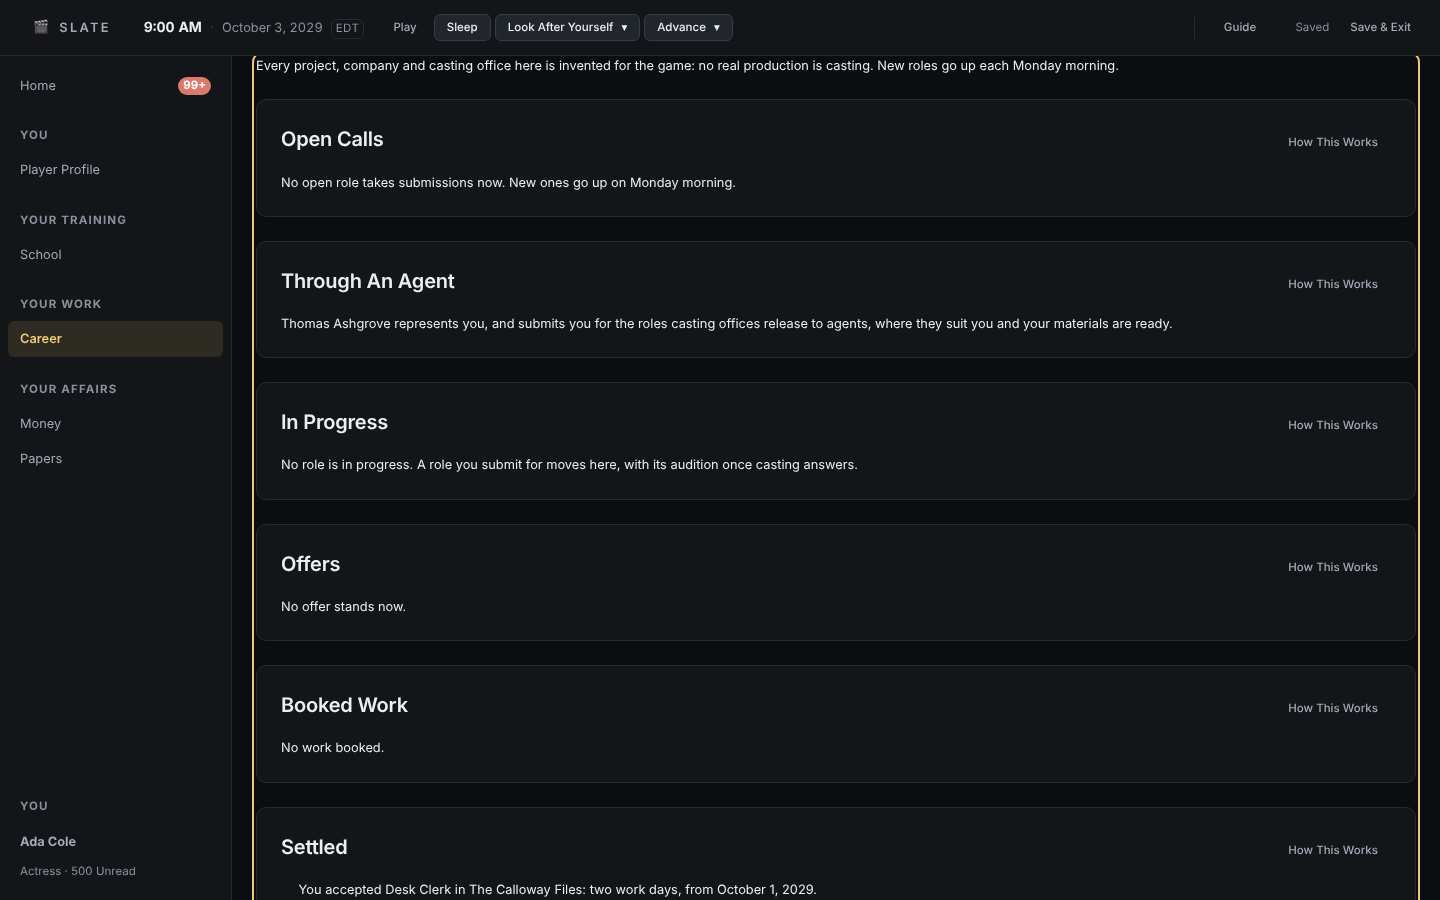 SLATE 9:00 AM · October 3, 2029 EDT Play Sleep Look After Yourself ▾ Advance ▾ Guide Saved Save & Exit
Home 99+
YOU
Player Profile
YOUR TRAINING
School
YOUR WORK
Career
YOUR AFFAIRS
Money
Papers
YOU
Ada Cole
Actress · 500 Unread
Every project, company and casting office here is invented for the game: no real production is casting. New roles go up each Monday morning.
Open Calls How This Works
No open role takes submissions now. New ones go up on Monday morning.
Through An Agent How This Works
Thomas Ashgrove represents you, and submits you for the roles casting offices release to agents, where they suit you and your materials are ready.
In Progress How This Works
No role is in progress. A role you submit for moves here, with its audition once casting answers.
Offers How This Works
No offer stands now.
Booked Work How This Works
No work booked.
Settled How This Works
You accepted Desk Clerk in The Calloway Files: two work days, from October 1, 2029.